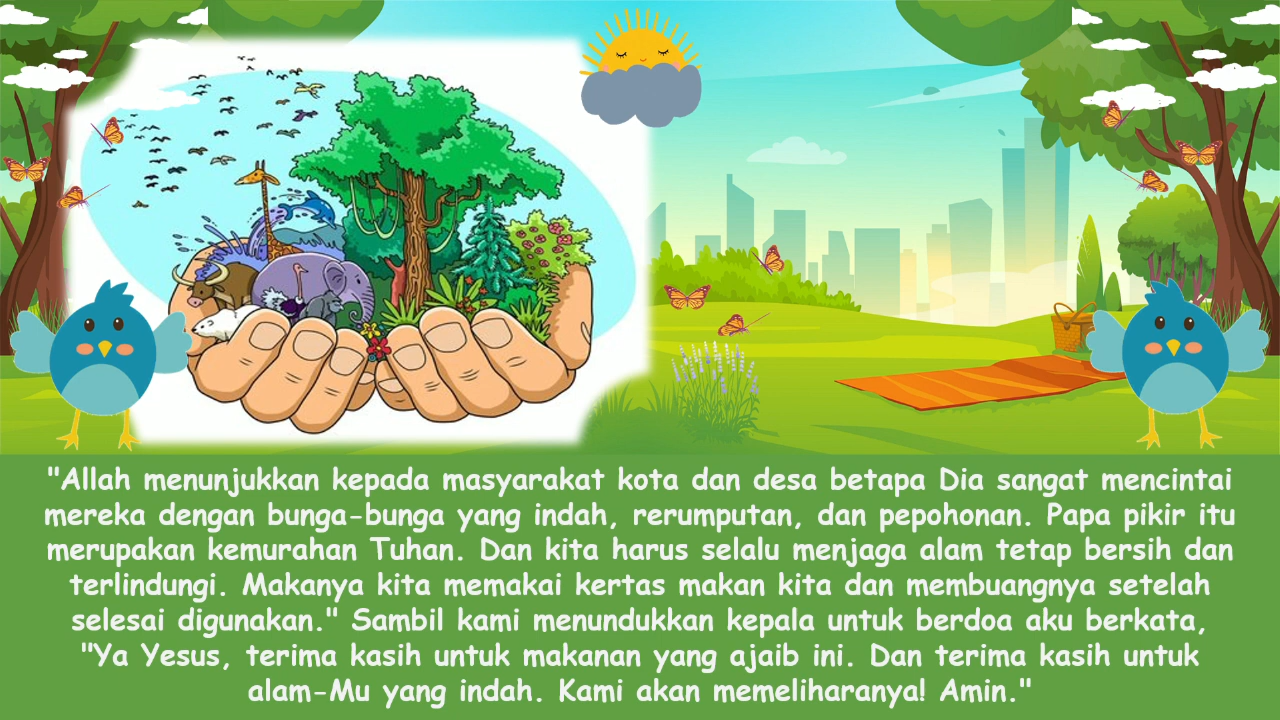 "Allah menunjukkan kepada masyarakat kota dan desa betapa Dia sangat mencintai
mereka dengan bunga-bunga yang indah, rerumputan, dan pepohonan. Papa pikir itu
merupakan kemurahan Tuhan. Dan kita harus selalu menjaga alam tetap bersih dan
terlindungi. Makanya kita memakai kertas makan kita dan membuangnya setelah
selesai digunakan." Sambil kami menundukkan kepala untuk berdoa aku berkata,
"Ya Yesus, terima kasih untuk makanan yang ajaib ini. Dan terima kasih untuk
alam-Mu yang indah. Kami akan memeliharanya! Amin."